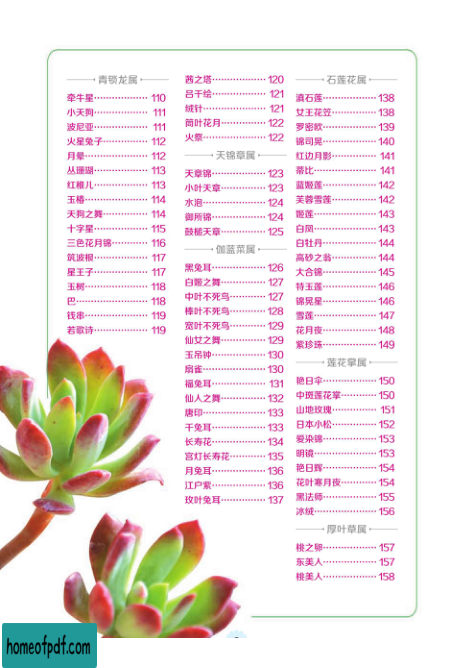 青锁龙属
牵牛星 110
小天狗 111
波尼亚 111
火星兔子 112
月晕 112
丛珊瑚 113
红稚儿 113
玉椿 114
天狗之舞 114
十字星 115
三色花月锦 116
筑波根 117
星王子 117
玉树 118
巴 118
钱串 119
若歌诗 119
茜之塔 120
吕千绘 121
绒针 121
筒叶花月 122
火祭 122
天锦章属
天章锦 123
小叶天章 123
水泡 124
御所锦 124
鼓槌天章 125
伽蓝菜属
黑兔耳 126
白姬之舞 127
中叶不死鸟 127
棒叶不死鸟 128
宽叶不死鸟 129
仙女之舞 129
玉吊钟 130
扇雀 130
福兔耳 131
仙人之舞 132
唐印 133
千兔耳 133
长寿花 134
宫灯长寿花 135
月兔耳 136
江户紫 136
玫叶兔耳 137
石莲花属
滇石莲 138
女王花笠 138
罗密欧 139
锦司晃 140
红边月影 141
蒂比 141
蓝姬莲 142
芙蓉雪莲 142
姬莲 143
白凤 143
白牡丹 144
高砂之翁 144
大合锦 145
特玉莲 146
锦晃星 146
雪莲 147
花月夜 148
紫珍珠 149
莲花掌属
艳日伞 150
中斑莲花掌 150
山地玫瑰 151
日本小松 152
爱染锦 153
明镜 153
艳日辉 154
花叶寒月夜 154
黑法师 155
冰绒 156
厚叶草属
桃之卵 157
东美人 157
桃美人 158
homeofpdf.com